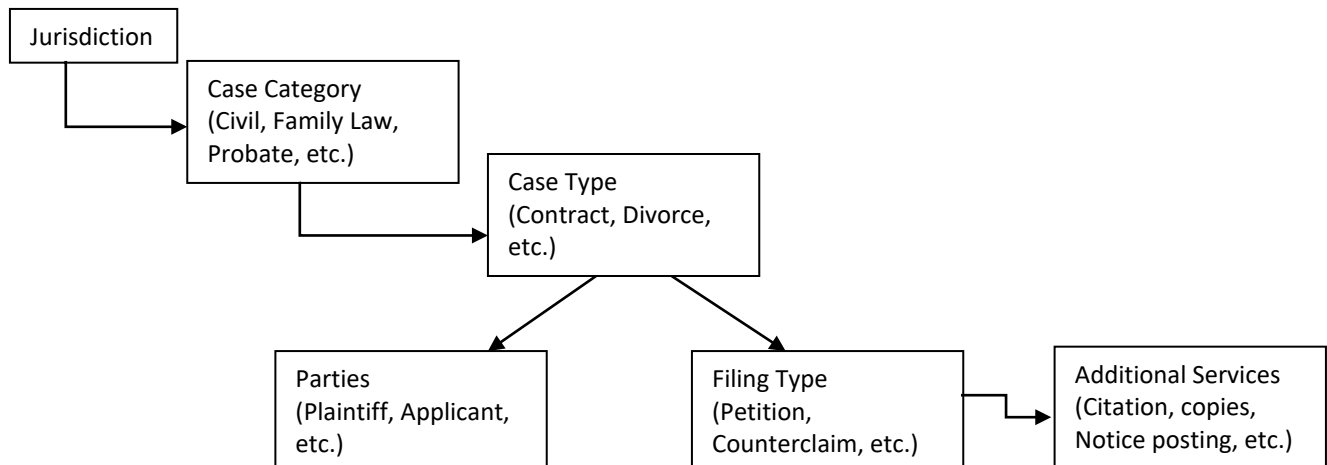 Jurisdiction
Case Category
(Civil, Family Law,
Probate, etc.)
Case Type
(Contract, Divorce,
etc.)
Parties
(Plaintiff, Applicant,
etc.)
Filing Type
(Petition,
Counterclaim, etc.)
Additional Services
(Citation, copies,
Notice posting, etc.)